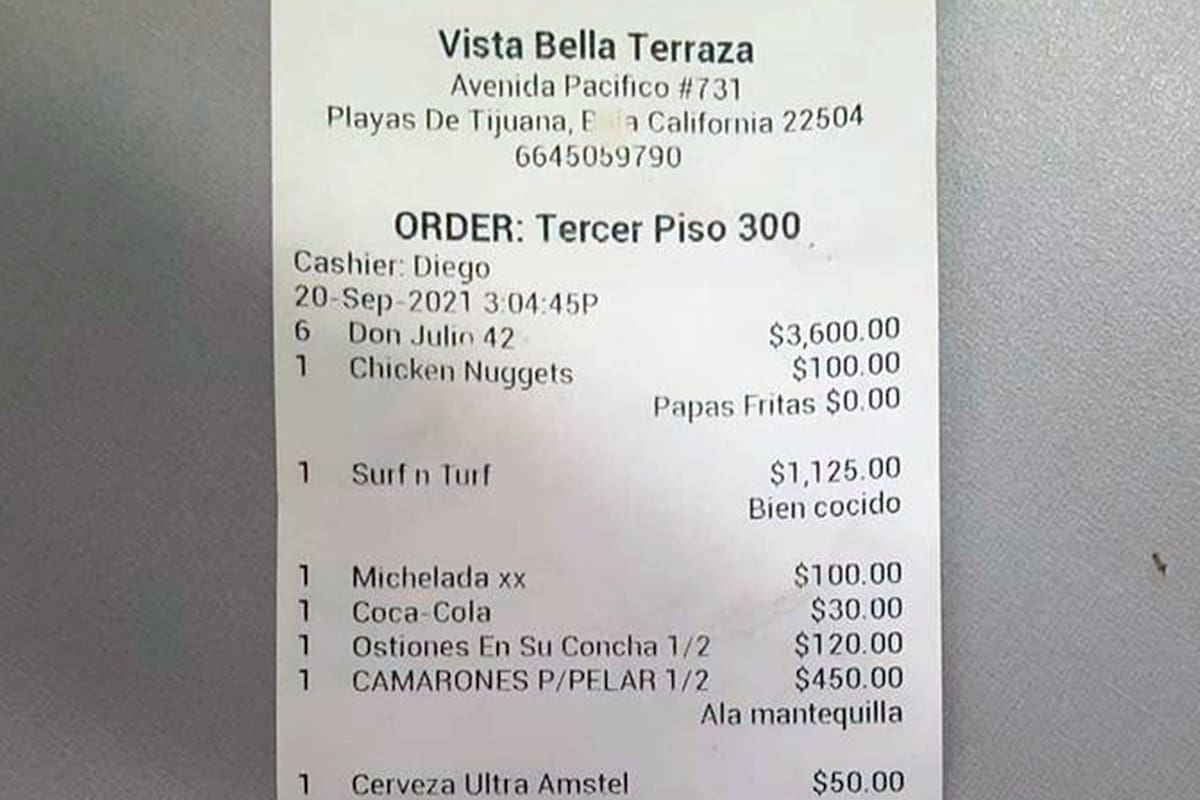 Vista Bella Terraza
Avenida Pacifico #731
Playas De Tijuana, California 22504
6645059790
ORDER: Tercer Piso 300
Cashier: Diego
20-Sep-2021 3:04:45P
6 Don Julio 42 $3,600.00
1 Chicken Nuggets $100.00
Papas Fritas $0.00
1 Surf n Turf $1,125.00
Bien cocido
1 Michelada xx $100.00
1 Coca-Cola $30.00
1 Ostiones En Su Concha 1/2 $120.00
1 CAMARONES P/PELAR 1/2 $450.00
Ala mantequilla
1 Cerveza Ultra Amstel $50.00